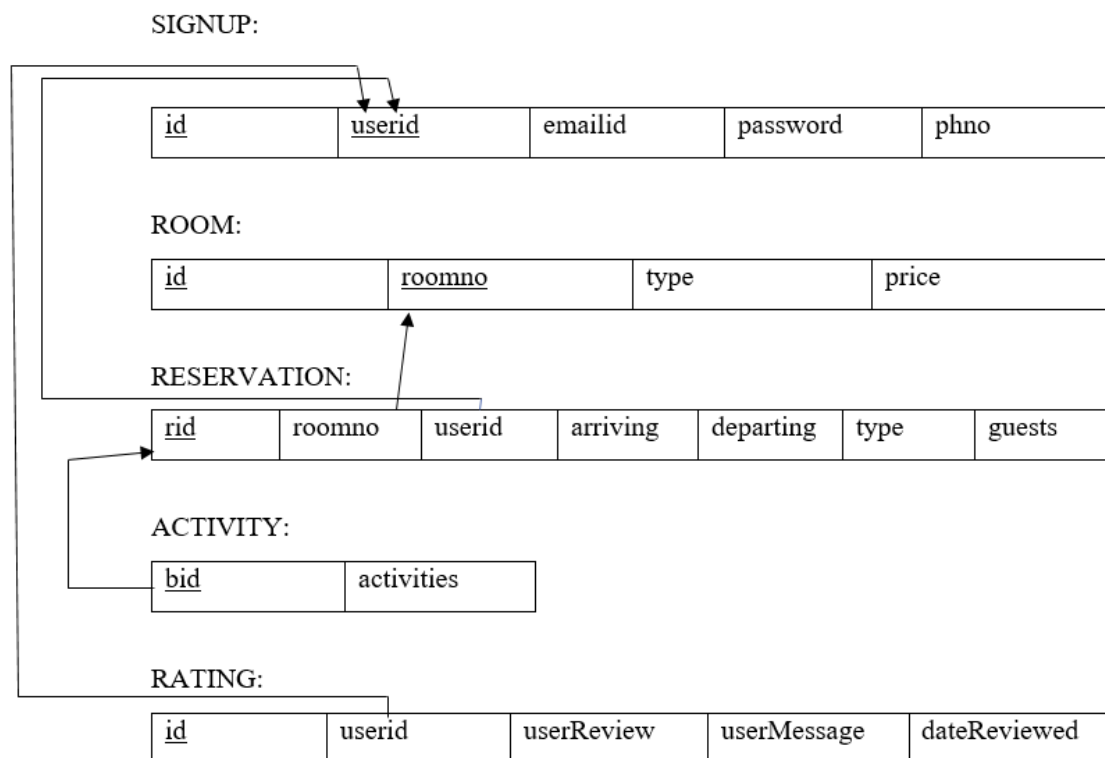 SIGNUP:
id userid emailid password phno
ROOM:
id roomno type price
RESERVATION:
rid roomno userid arriving departing type guests
ACTIVITY:
bid activities
RATING:
id userid userReview userMessage dateReviewed